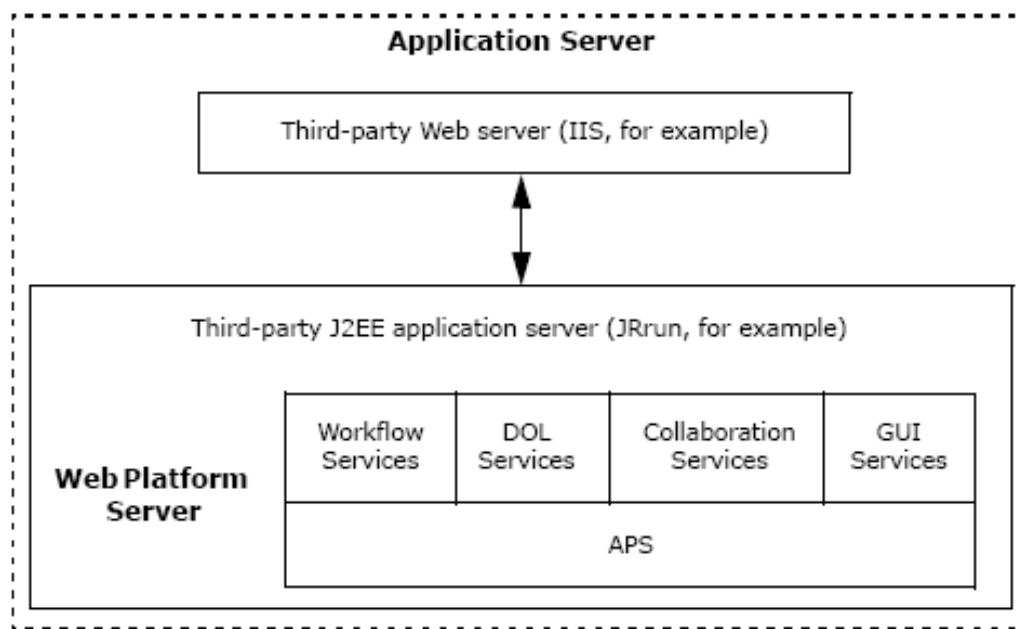 Application Server
Third-party Web server (IIS, for example)
Third-party J2EE application server (JRrun, for example)
Workflow
Services
DOL
Services
Collaboration
Services
GUI
Services
Web Platform
Server
APS